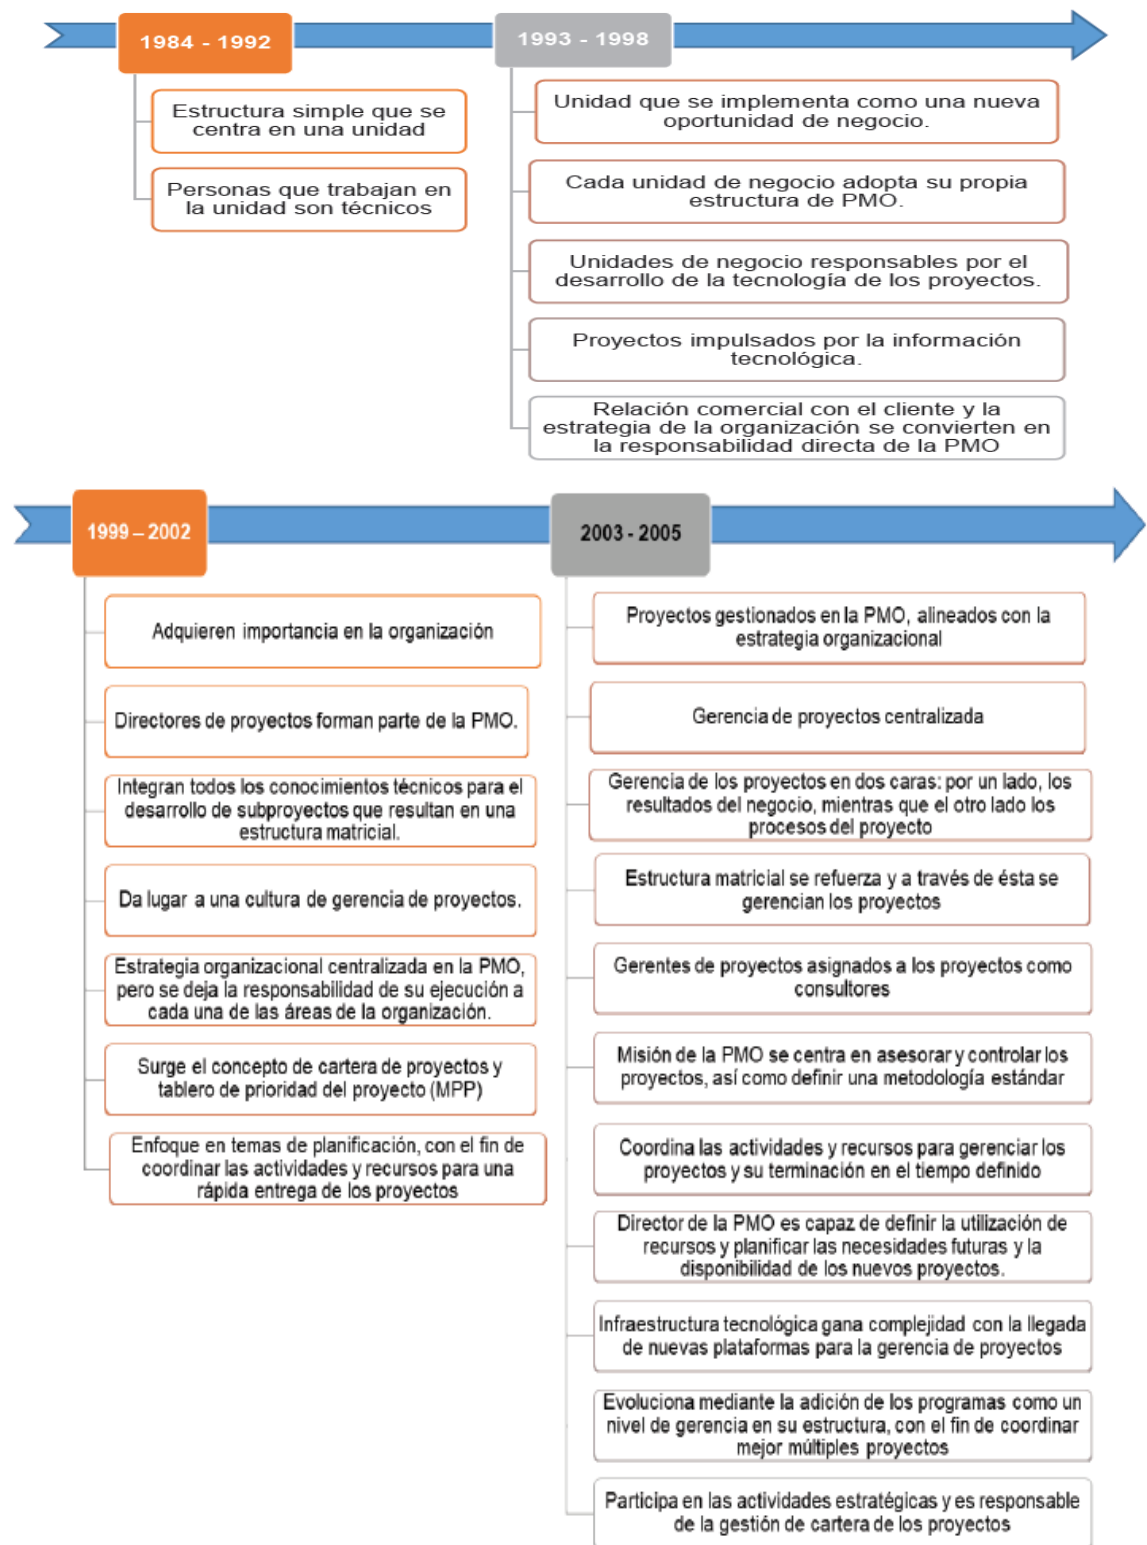 1984 - 1992
Estructura simple que se
centra en una unidad
Personas que trabajan en
la unidad son técnicos
1993 - 1998
Unidad que se implementa como una nueva
oportunidad de negocio.
Cada unidad de negocio adopta su propia
estructura de PMO.
Unidades de negocio responsables por el
desarrollo de la tecnología de los proyectos.
Proyectos impulsados por la información
tecnológica.
Relación comercial con el cliente y la
estrategia de la organización se convierten en
la responsabilidad directa de la PMO
1999 – 2002
Adquieren importancia en la organización
Directores de proyectos forman parte de la PMO.
Integran todos los conocimientos técnicos para el
desarrollo de subproyectos que resultan en una
estructura matricial.
Da lugar a una cultura de gerencia de proyectos.
Estrategia organizacional centralizada en la PMO,
pero se deja la responsabilidad de su ejecución a
cada una de las áreas de la organización.
Surge el concepto de cartera de proyectos y
tablero de prioridad del proyecto (MPP)
Enfoque en temas de planificación, con el fin de
coordinar las actividades y recursos para una
rápida entrega de los proyectos
2003 - 2005
Proyectos gestionados en la PMO, alineados con la
estrategia organizacional
Gerencia de proyectos centralizada
Gerencia de los proyectos en dos caras: por un lado, los
resultados del negocio, mientras que el otro lado los
procesos del proyecto
Estructura matricial se refuerza y a través de ésta se
gerencian los proyectos
Gerentes de proyectos asignados a los proyectos como
consultores
Misión de la PMO se centra en asesorar y controlar los
proyectos, así como definir una metodología estándar
Coordina las actividades y recursos para gerenciar los
proyectos y su terminación en el tiempo definido
Director de la PMO es capaz de definir la utilización de
recursos y planificar las necesidades futuras y la
disponibilidad de los nuevos proyectos.
Infraestructura tecnológica gana complejidad con la llegada
de nuevas plataformas para la gerencia de proyectos
Evoluciona mediante la adición de los programas como un
nivel de gerencia en su estructura, con el fin de coordinar
mejor múltiples proyectos
Participa en las actividades estratégicas y es responsable
de la gestión de cartera de los proyectos